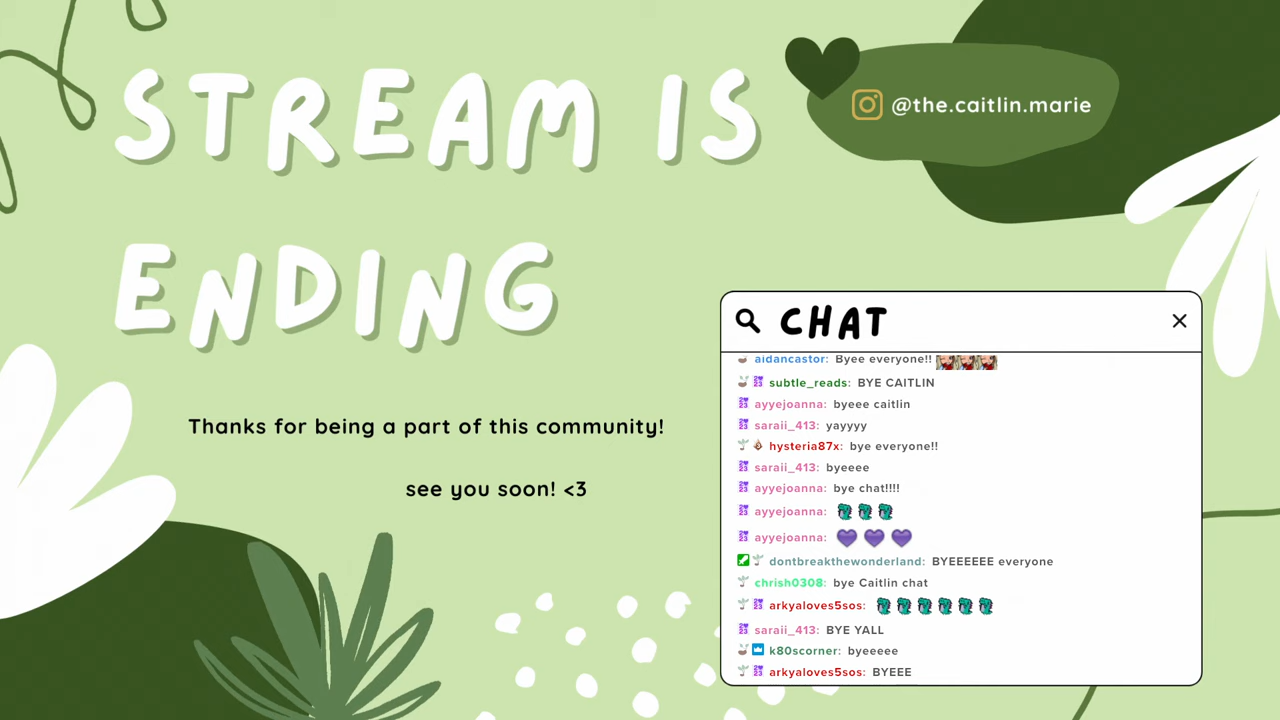 STREAM IS
@the.caitlin.marie
ENDING
Thanks for being a part of this community!
see you soon! <3
CHAT
aidancastor: Byee everyone!!
subtle_reads: BYE CAITLIN
ayyejoanna: byeee caitlin
saraii_413: yayyyy
hysteria87x: bye everyone!!
saraii_413: byeeee
ayyejoanna: bye chat!!!!
ayyejoanna: 
ayyejoanna: 💜 💜 💜
dontbreakthewonderland: BYEEEEEE everyone
chrish0308: bye Caitlin chat
arkyaloves5sos:
saraii_413: BYE YALL
k80scorner: byeeeee
arkyaloves5sos: BYEEE